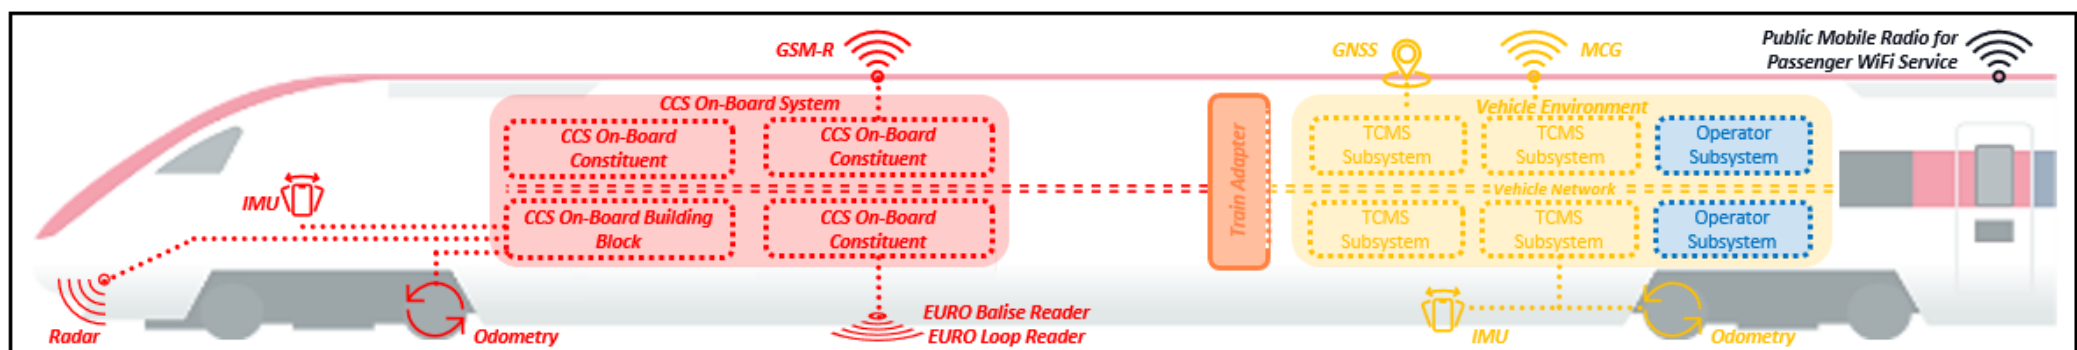 GSM-R
GNSS
MCG
Public Mobile Radio for
Passenger WiFi Service
CCS On-Board System
CCS On-Board
Constituent
CCS On-Board
Constituent
CCS On-Board Building
Block
CCS On-Board
Constituent
IMU
Radar
Odometry
EURO Balise Reader
EURO Loop Reader
Train Adapter
Vehicle Environment
TCMS
Subsystem
TCMS
Subsystem
Operator
Subsystem
Vehicle Network
TCMS
Subsystem
TCMS
Subsystem
Operator
Subsystem
IMU
Odometry